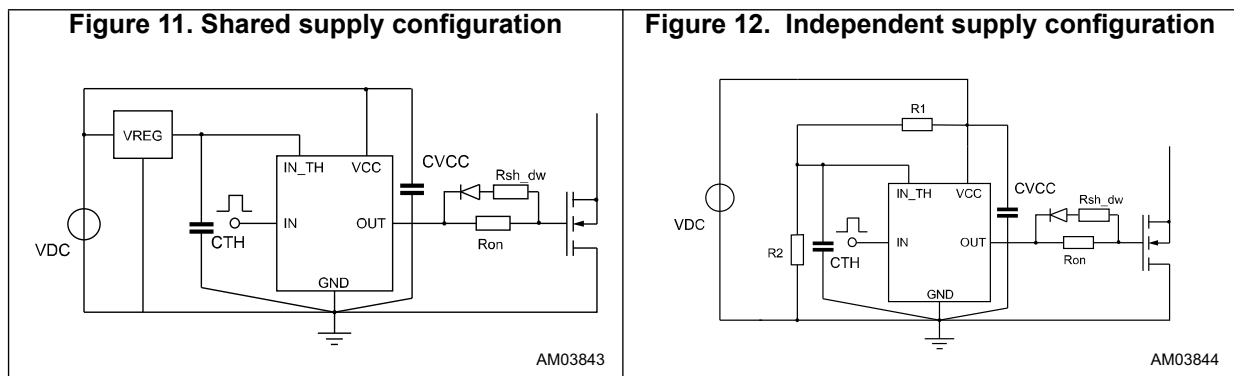 Figure 11. Shared supply configuration
VREG
IN_TH
VCC
CVCC
Rsh_dw
IN
OUT
CTH
Ron
VDC
GND
AM03843
Figure 12.  Independent supply configuration
R1
IN_TH
VCC
CVCC
Rsh_dw
VDC
IN
OUT
R2
CTH
Ron
GND
AM03844